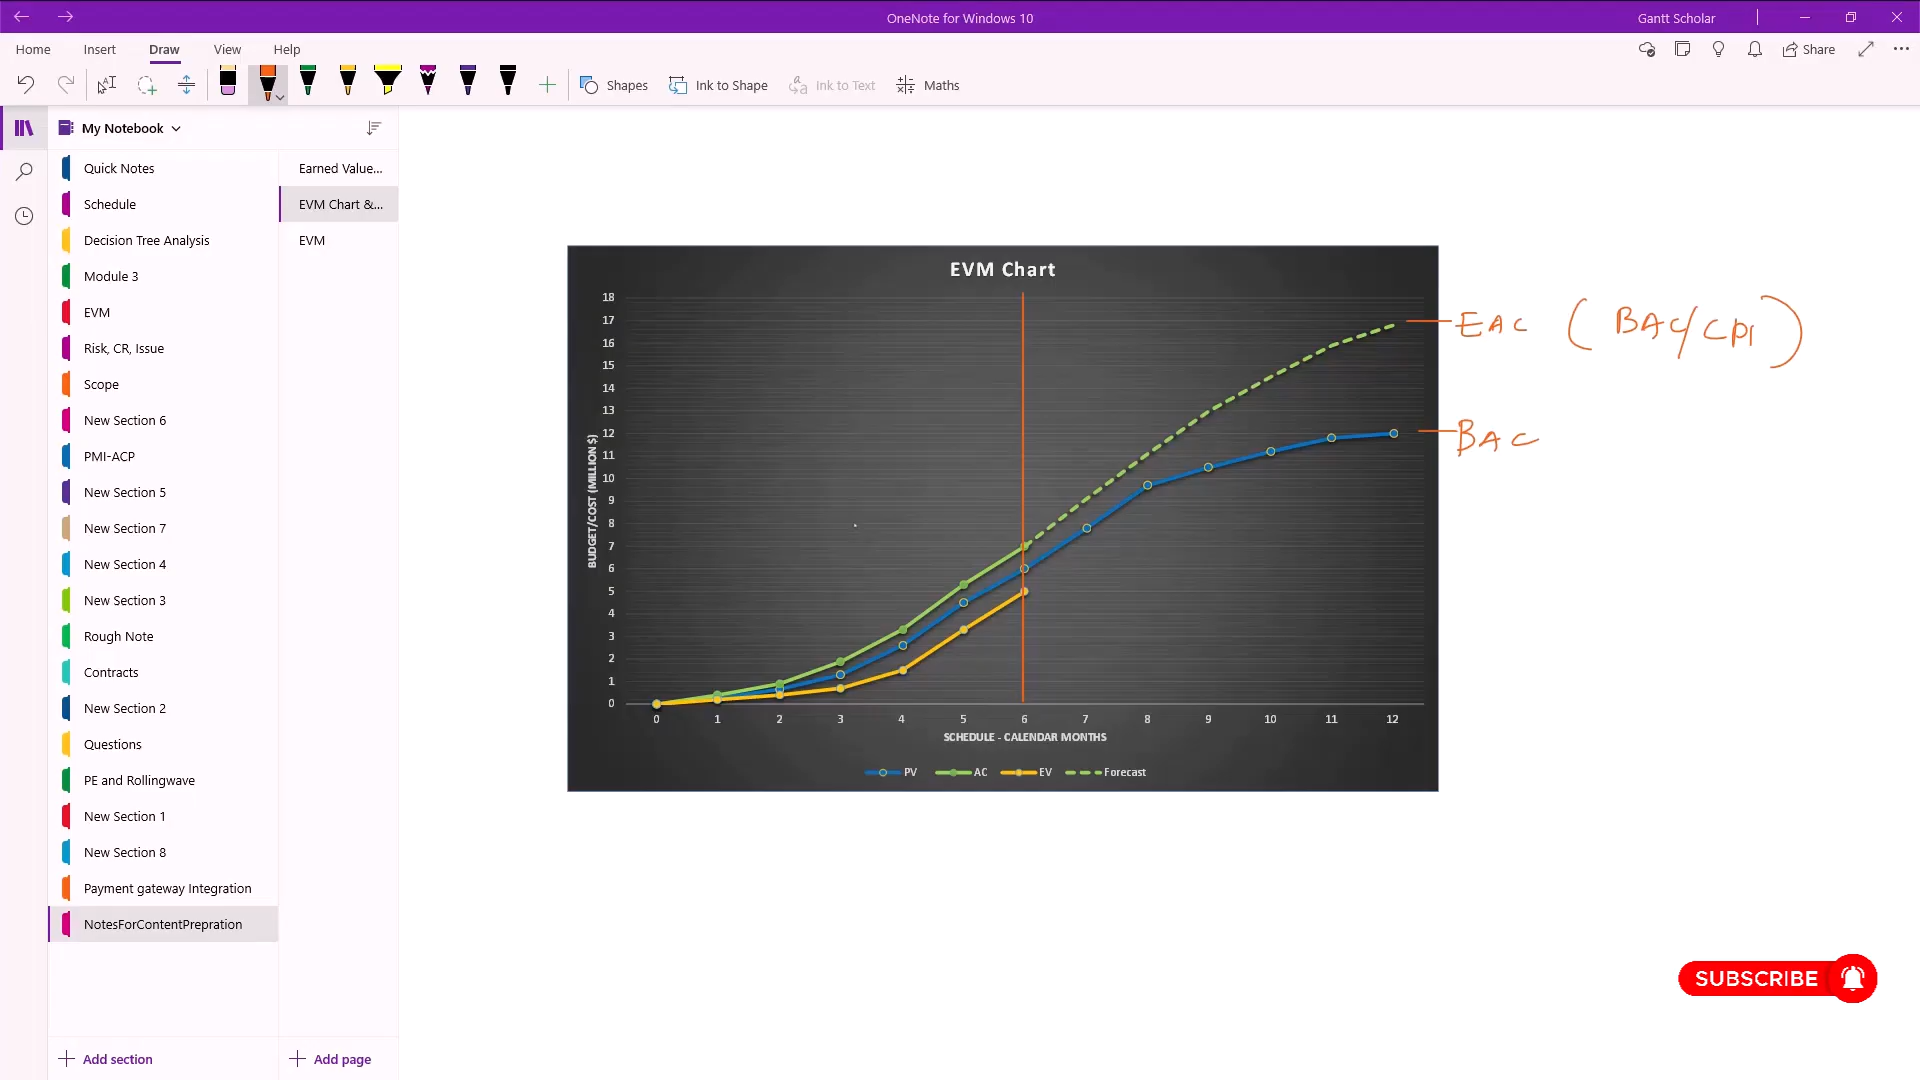 OneNote for Windows 10
Gantt Scholar
Home Insert Draw View Help
Share
Shapes Ink to Shape Ink to Text Maths
My Notebook
Quick Notes
Schedule
Decision Tree Analysis
Module 3
EVM
Risk, CR, Issue
Scope
New Section 6
PMI-ACP
New Section 5
New Section 7
New Section 4
New Section 3
Rough Note
Contracts
New Section 2
Questions
PE and Rollingwave
New Section 1
New Section 8
Payment gateway Integration
NotesForContentPrepration
Add section
Earned Value...
EVM Chart &...
EVM
Add page
EVM Chart
18
17
16
15
14
13
12
11
10
9
8
7
6
5
4
3
2
1
0
BUDGET/COST (MILLION $)
0 1 2 3 4 5 6 7 8 9 10 11 12
SCHEDULE - CALENDAR MONTHS
PV AC EV Forecast
EAC (BAC/CPI)
BAC
SUBSCRIBE